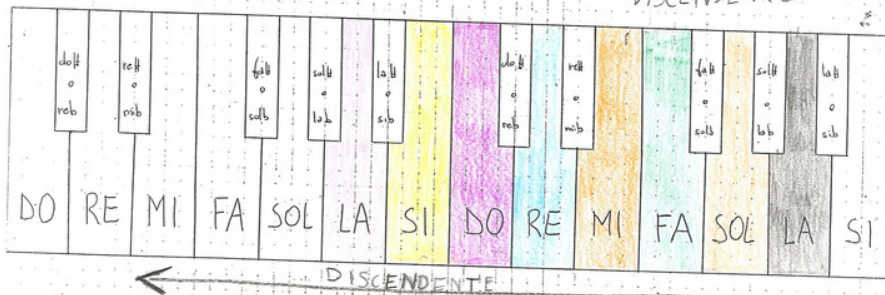 DISCENDENTE
do# re# fa# sol# la# do# re# fa# sol# la#
o o o o o o o o o o
reb mib solb lab sib reb mib solb lab sib
DO RE MI FA SOL LA SI DO RE MI FA SOL LA SI
DISCENDENTE